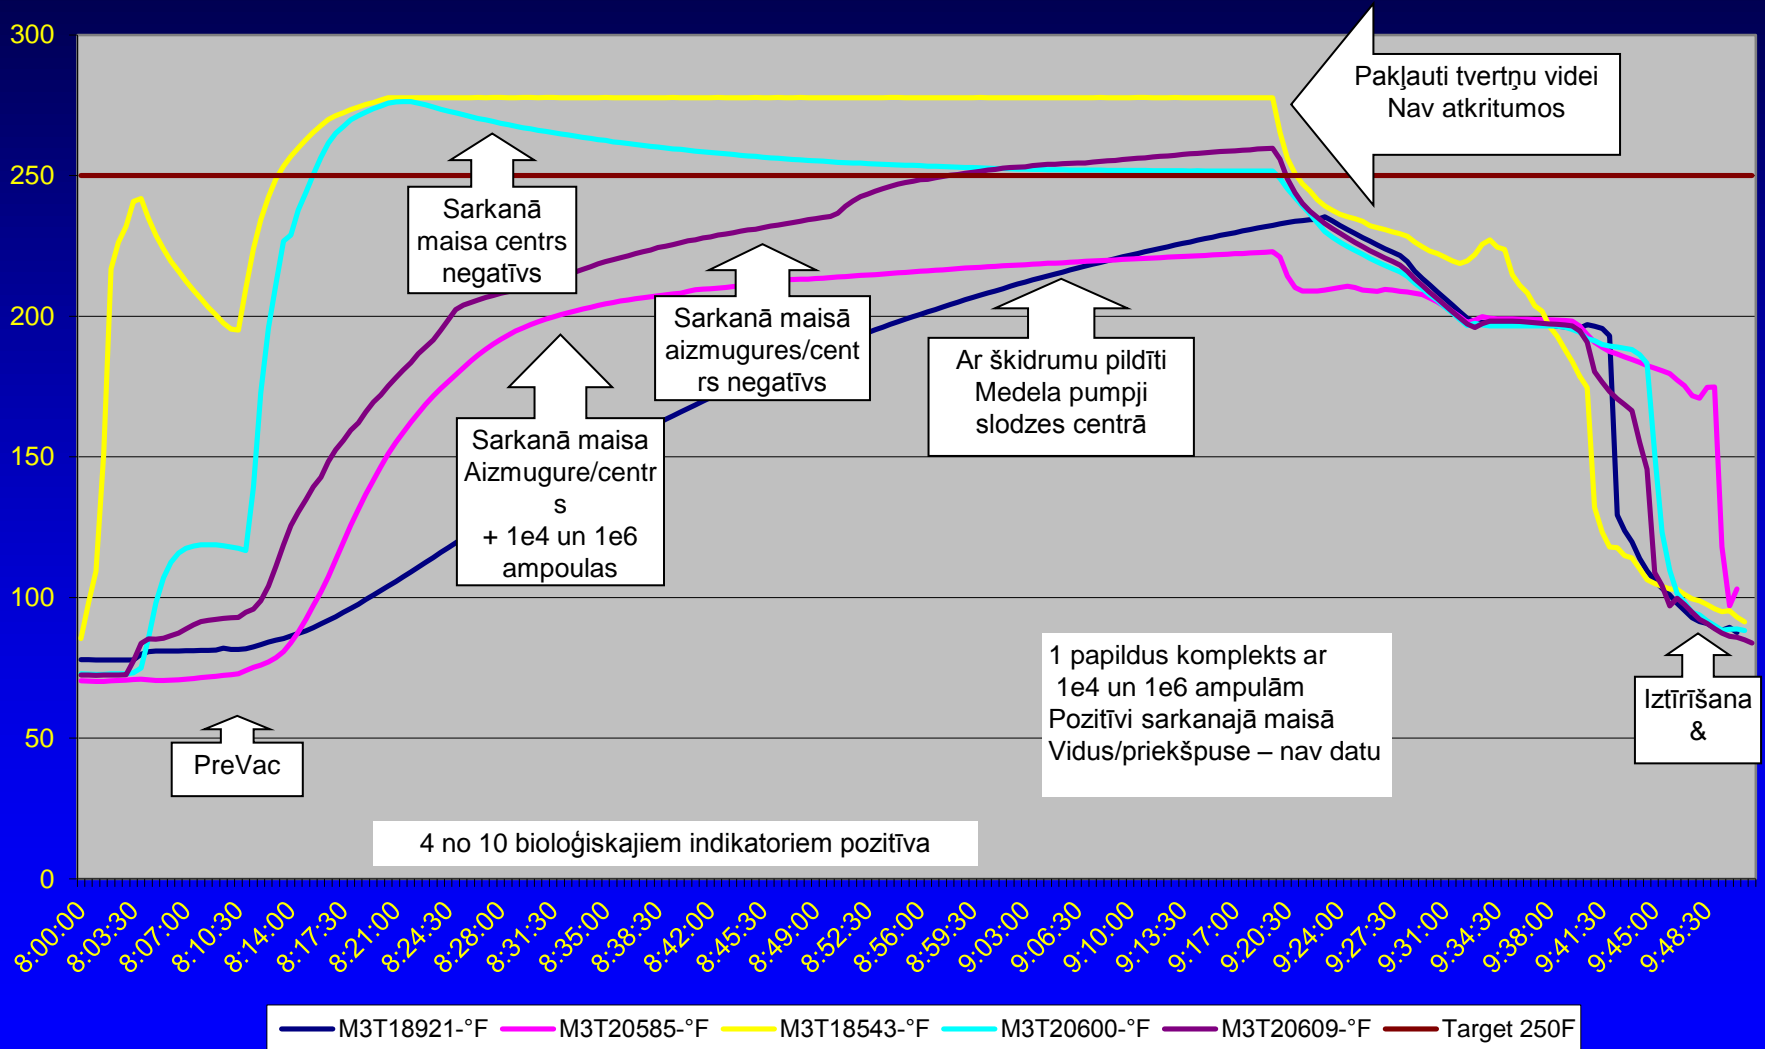 300
250
200
150
100
50
0
Pakļauti tvertņu videi
Nav atkritumos
Sarkanā
maisa centrs
negatīvs
Sarkanā maisā
aizmugures/cent
rs negatīvs
Ar škidrumu pildīti
Medela pumpji
slodzes centrā
Sarkanā maisa
Aizmugure/centr
s
+ 1e4 un 1e6
ampoulas
1 papildus komplekts ar
1e4 un 1e6 ampulām
Pozitīvi sarkanajā maisā
Vidus/priekšpuse – nav datu
Iztīrīšana
&
PreVac
4 no 10 bioloģiskajiem indikatoriem pozitīva
8:00:00
8:03:30
8:07:00
8:10:30
8:14:00
8:17:30
8:21:00
8:24:30
8:28:00
8:31:30
8:35:00
8:38:30
8:42:00
8:45:30
8:49:00
8:52:30
8:56:00
8:59:30
9:03:00
9:06:30
9:10:00
9:13:30
9:17:00
9:20:30
9:24:00
9:27:30
9:31:00
9:34:30
9:38:00
9:41:30
9:45:00
9:48:30
M3T18921-°F M3T20585-°F M3T18543-°F M3T20600-°F M3T20609-°F Target 250F